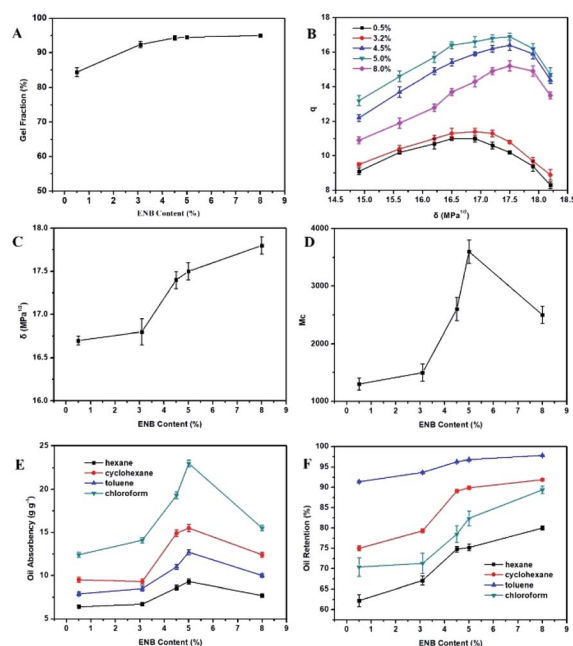 A
Gel Fraction (%)
100
90
80
70
60
50
0 1 2 3 4 5 6 7 8 9
ENB Content (%)
B
0.5%
3.2%
4.5%
5.0%
8.0%
q
18
16
14
12
10
8
14.5 15.0 15.5 16.0 16.5 17.0 17.5 18.0 18.5
δ (MPa1/2)
C
δ (MPa1/2)
18.0
17.5
17.0
16.5
16.0
0 1 2 3 4 5 6 7 8 9
ENB Content (%)
D
Mc
4000
3000
2000
1000
0 1 2 3 4 5 6 7 8 9
ENB Content (%)
E
hexane
cyclohexane
toluene
chloroform
Oil Absorbency (g g-1)
25
20
15
10
5
0 1 2 3 4 5 6 7 8 9
ENB Content (%)
F
hexane
cyclohexane
toluene
chloroform
Oil Retention (%)
100
95
90
85
80
75
70
65
60
0 1 2 3 4 5 6 7 8 9
ENB Content (%)